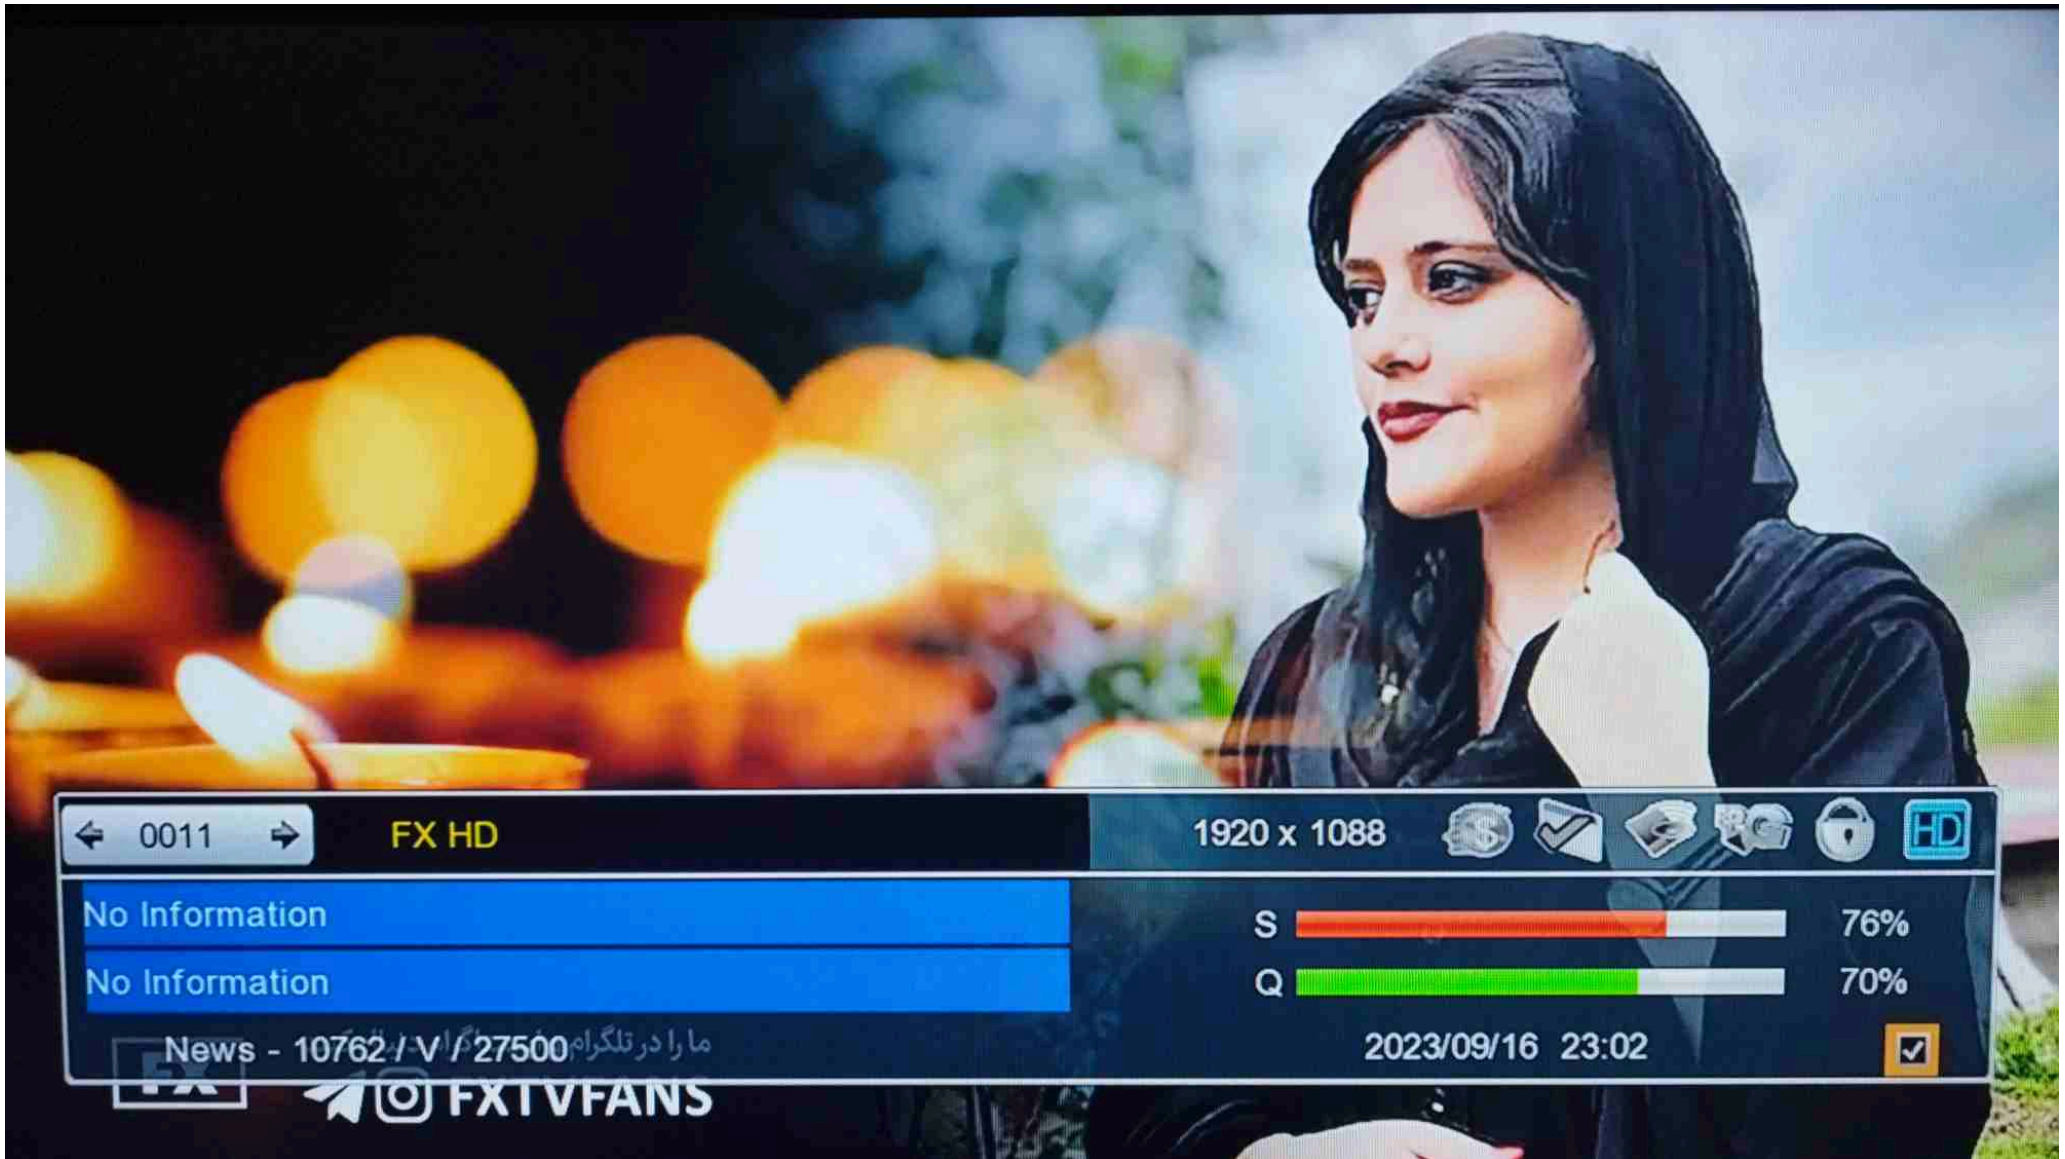 0011
FX HD
1920 x 1088
HD
No Information
S 76%
No Information
Q 70%
ما را در تلگرام
News - 10762 / V / 27500
2023/09/16 23:02
FX
FXTVFANS